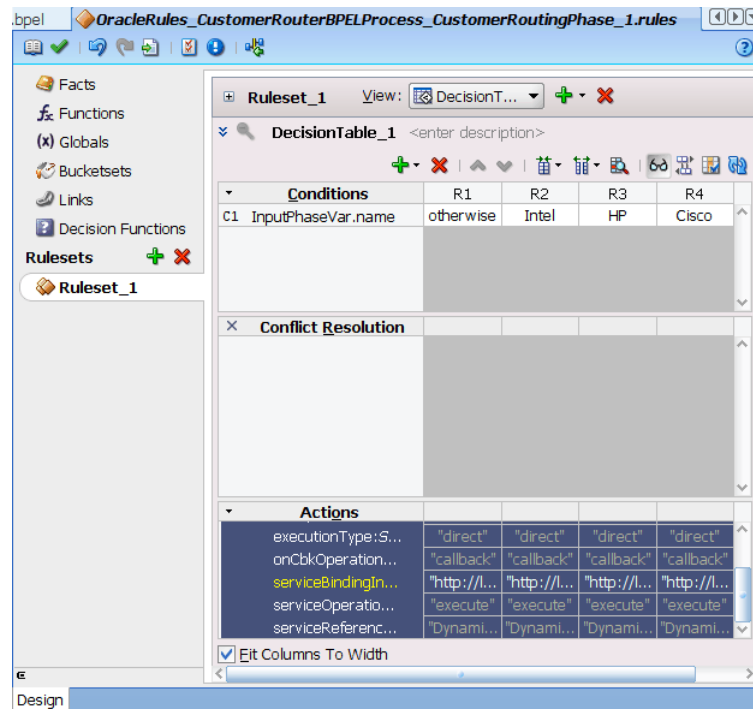 .bpel OracleRules_CustomerRouterBPELProcess_CustomerRoutingPhase_1.rules
Facts
Functions
Globals
Bucketsets
Links
Decision Functions
Rulesets
Ruleset_1
Ruleset_1 View: DecisionT...
DecisionTable_1 <enter description>
Conditions R1 R2 R3 R4
C1 InputPhaseVar.name otherwise Intel HP Cisco
Conflict Resolution
Actions
executionType:S... "direct" "direct" "direct" "direct"
onCbkOperation... "callback" "callback" "callback" "callback"
serviceBindingIn... "http://l... "http://l... "http://l... "http://l...
serviceOperatio... "execute" "execute" "execute" "execute"
serviceReferenc... "Dynami... "Dynami... "Dynami... "Dynami...
Fit Columns To Width
Design